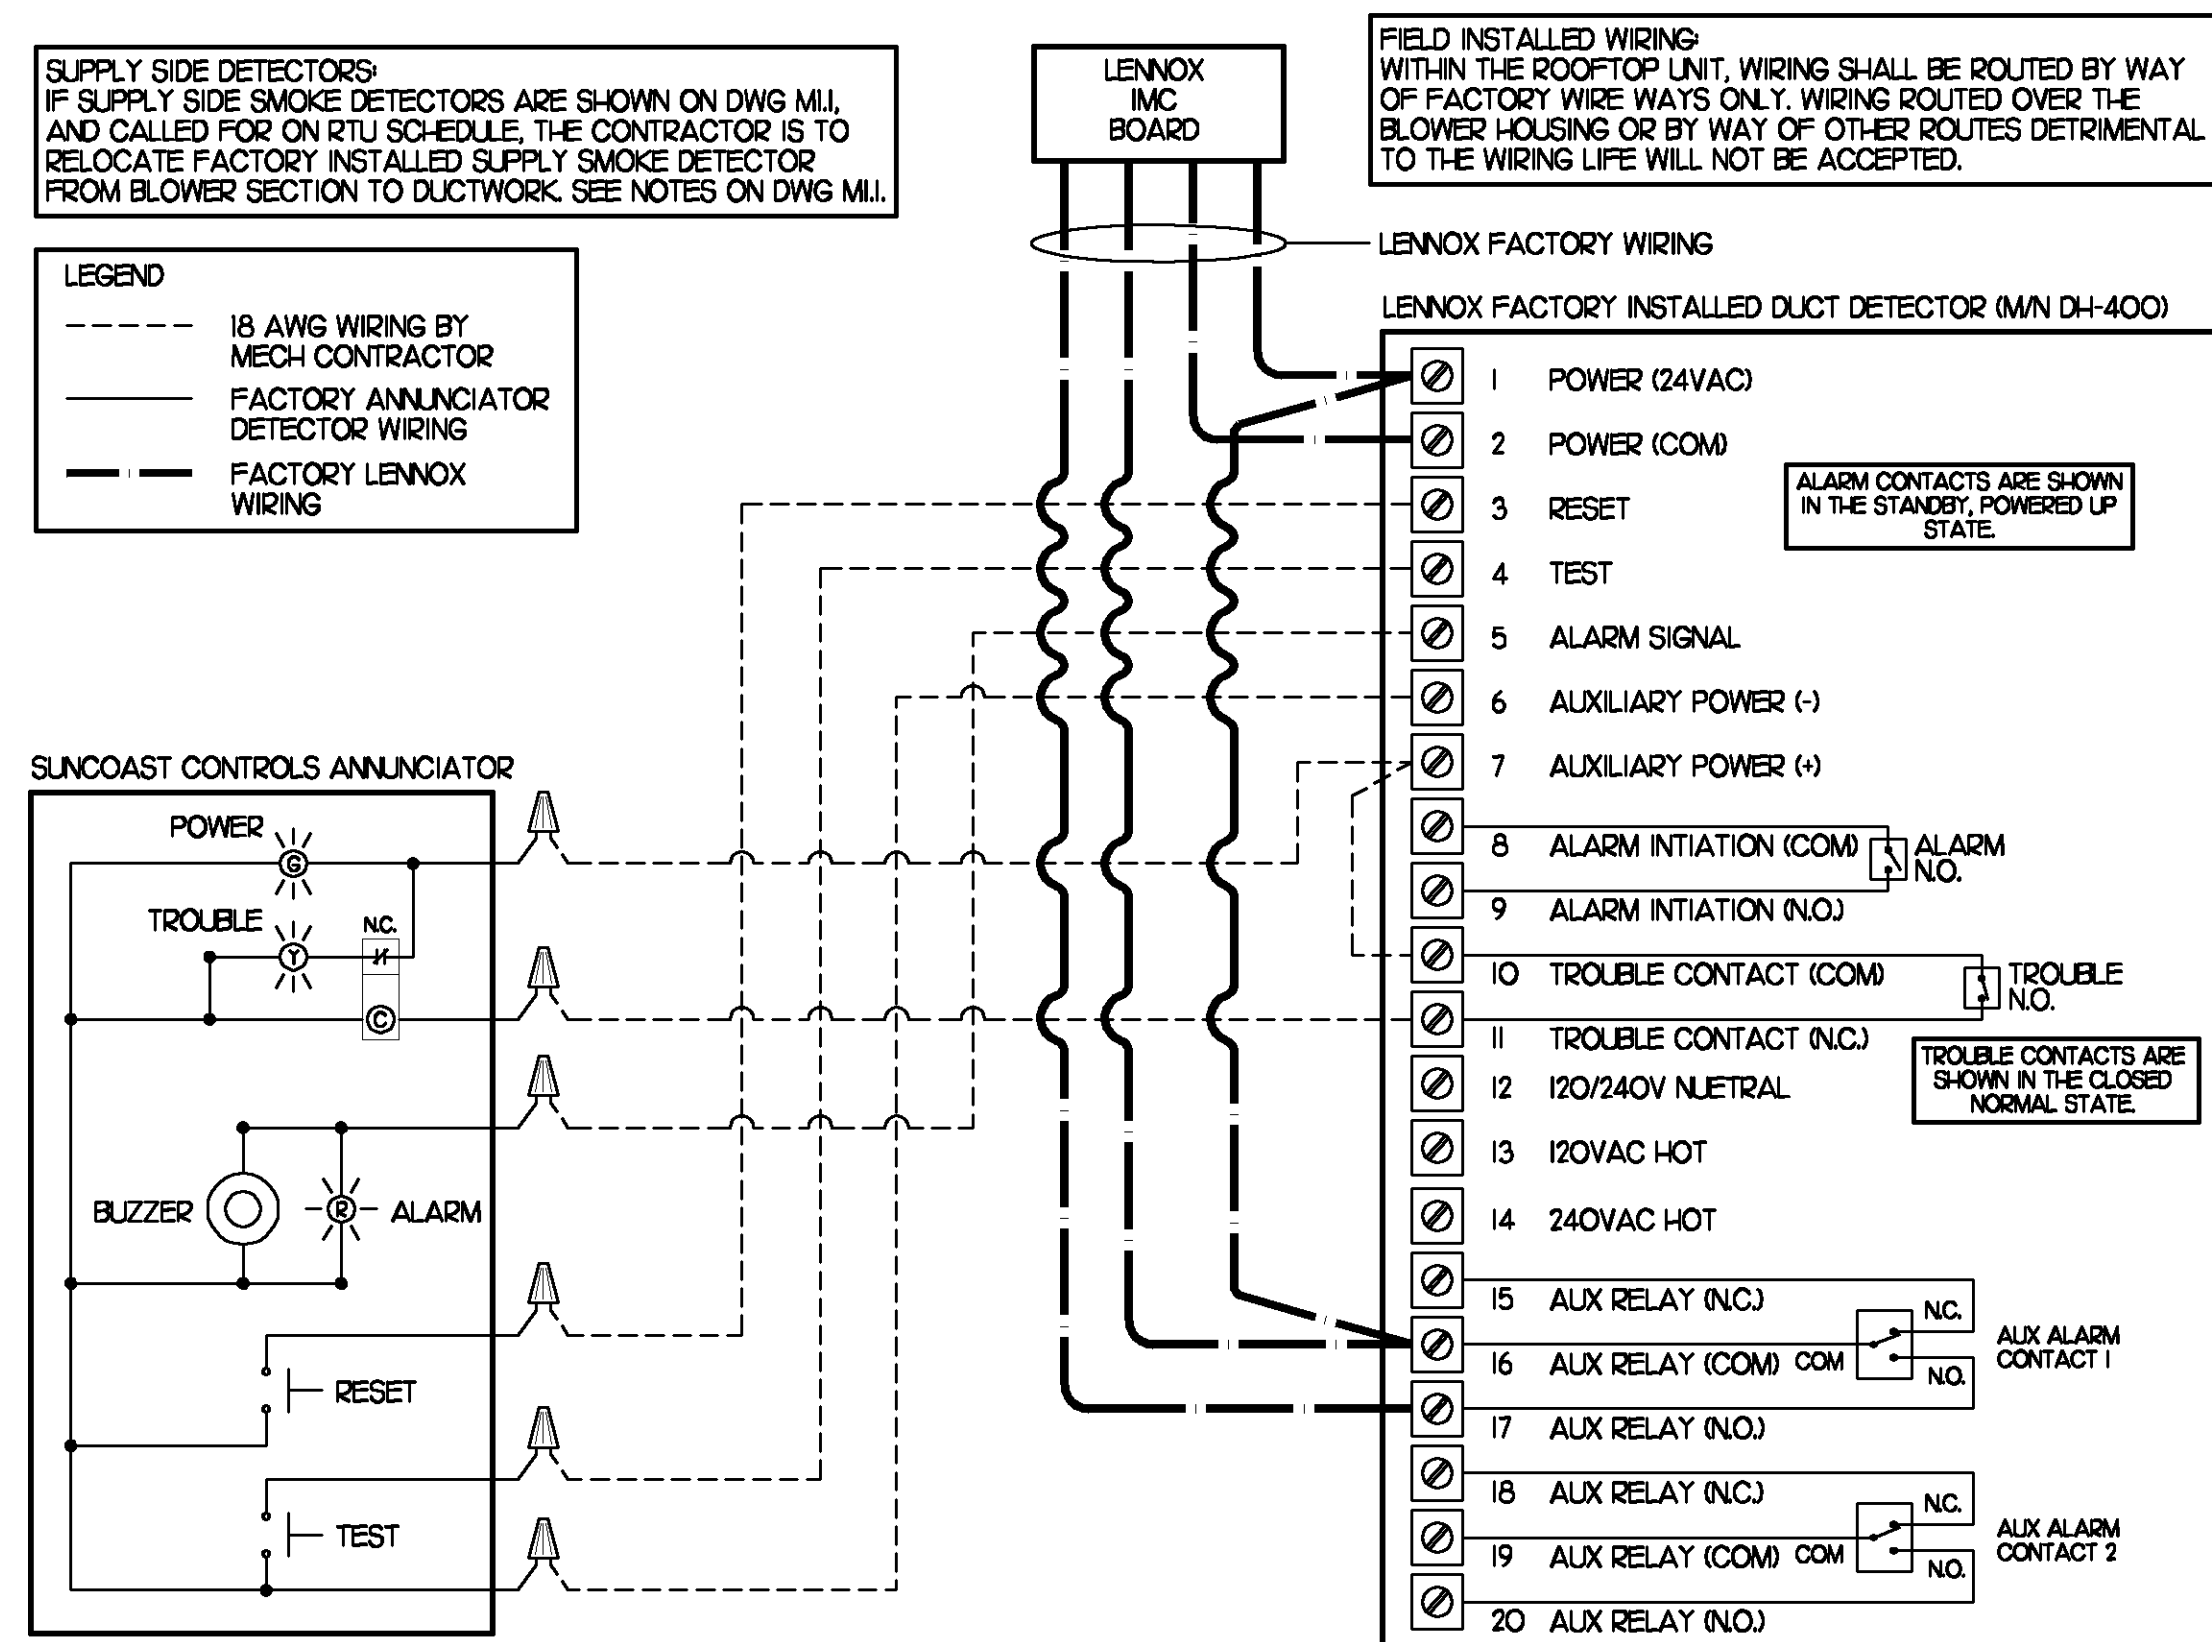 SUPPLY SIDE DETECTORS:
IF SUPPLY SIDE SMOKE DETECTORS ARE SHOWN ON DWG M1.1,
AND CALLED FOR ON RTU SCHEDULE, THE CONTRACTOR IS TO
RELOCATE FACTORY INSTALLED SUPPLY SMOKE DETECTOR
FROM BLOWER SECTION TO DUCTWORK. SEE NOTES ON DWG M1.1.
LENNOX
IMC
BOARD
FIELD INSTALLED WIRING:
WITHIN THE ROOFTOP UNIT, WIRING SHALL BE ROUTED BY WAY
OF FACTORY WIRE WAYS ONLY. WIRING ROUTED OVER THE
BLOWER HOUSING OR BY WAY OF OTHER ROUTES DETRIMENTAL
TO THE WIRING LIFE WILL NOT BE ACCEPTED.
LENNOX FACTORY WIRING
LEGEND
18 AWG WIRING BY
MECH CONTRACTOR
FACTORY ANNUNCIATOR
DETECTOR WIRING
FACTORY LENNOX
WIRING
LENNOX FACTORY INSTALLED DUCT DETECTOR (M/N DH-400)
1 POWER (24VAC)
2 POWER (COM)
3 RESET
4 TEST
5 ALARM SIGNAL
6 AUXILIARY POWER (-)
7 AUXILIARY POWER (+)
8 ALARM INTIATION (COM)
9 ALARM INTIATION (N.O.)
10 TROUBLE CONTACT (COM)
11 TROUBLE CONTACT (N.C.)
12 120/240V NUETRAL
13 120VAC HOT
14 240VAC HOT
15 AUX RELAY (N.C.)
16 AUX RELAY (COM)
17 AUX RELAY (N.O.)
18 AUX RELAY (N.C.)
19 AUX RELAY (COM)
20 AUX RELAY (N.O.)
ALARM CONTACTS ARE SHOWN
IN THE STANDBY, POWERED UP
STATE.
ALARM
N.O.
TROUBLE
N.O.
TROUBLE CONTACTS ARE
SHOWN IN THE CLOSED
NORMAL STATE.
N.C.
COM
N.O.
AUX ALARM
CONTACT 1
N.C.
COM
N.O.
AUX ALARM
CONTACT 2
SUNCOAST CONTROLS ANNUNCIATOR
POWER
G
TROUBLE
Y
N.C.
C
BUZZER
R
ALARM
RESET
TEST